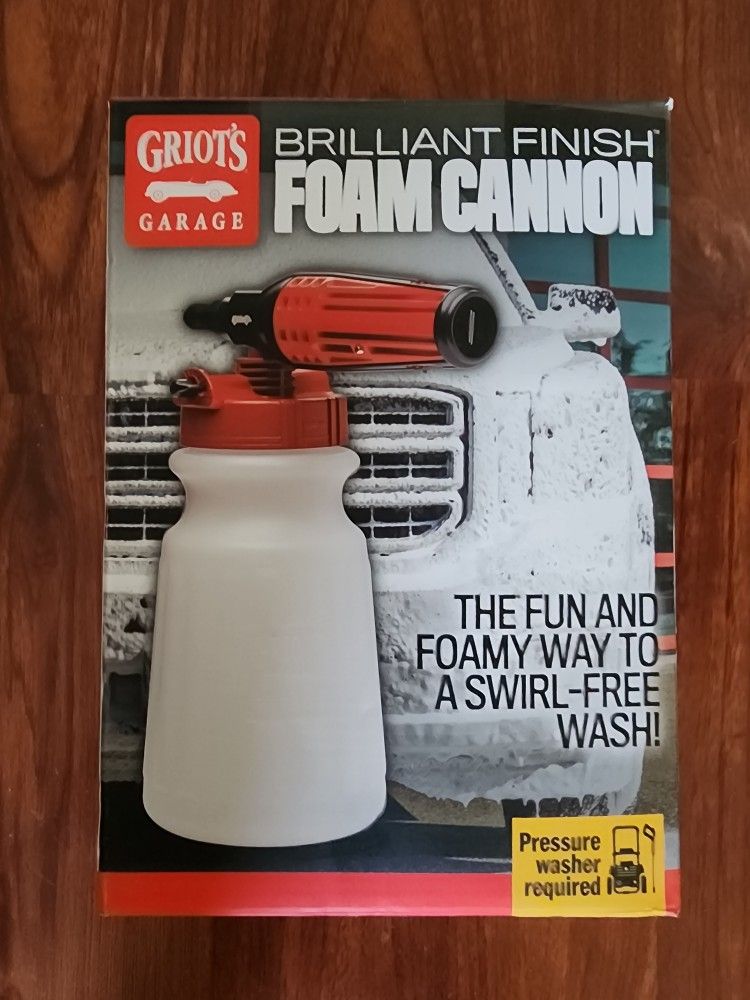 GRIOT'S
GARAGE
BRILLIANT FINISH™
FOAM CANNON
THE FUN AND
FOAMY WAY TO
A SWIRL-FREE
WASH!
Pressure
washer
required